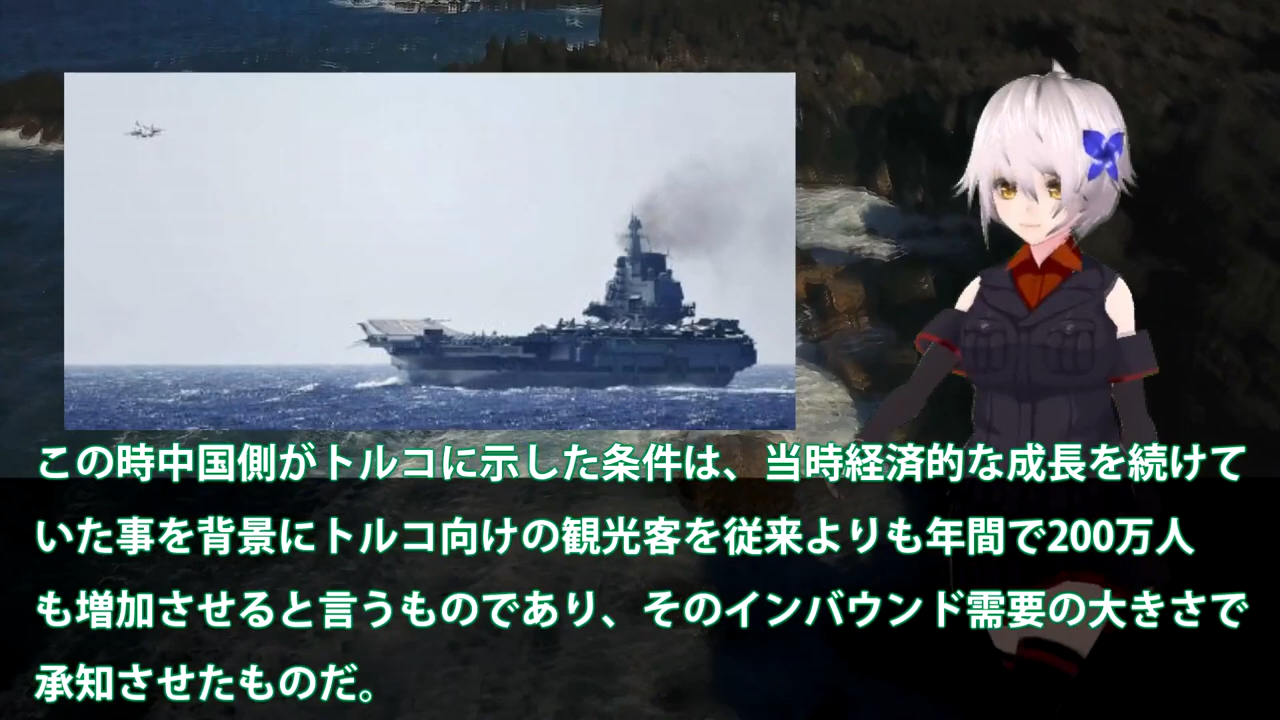 この時中国側がトルコに示した条件は、当時経済的な成長を続けて
いた事を背景にトルコ向けの観光客を従来よりも年間で200万人
も増加させると言うものであり、そのインバウンド需要の大きさで
承知させたものだ。